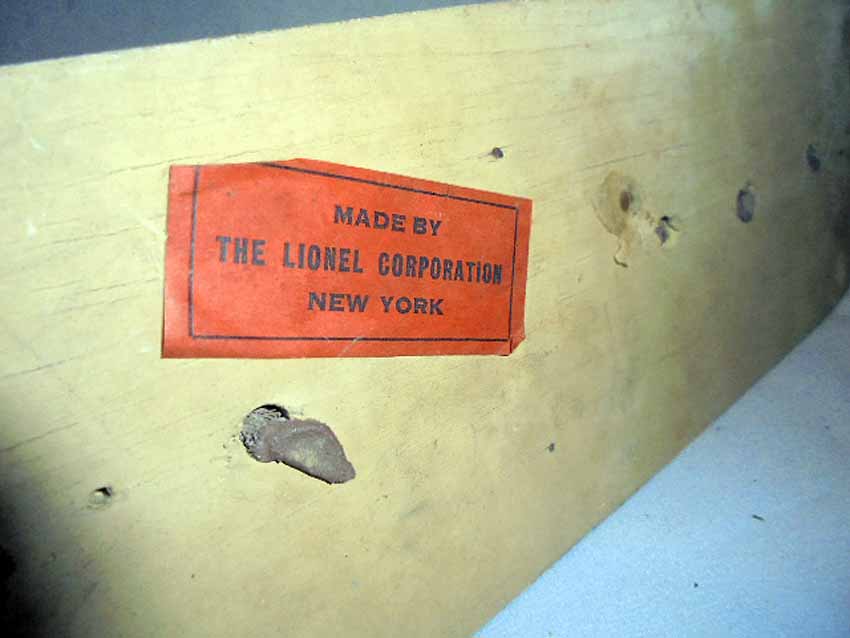 MADE BY
THE LIONEL CORPORATION
NEW YORK